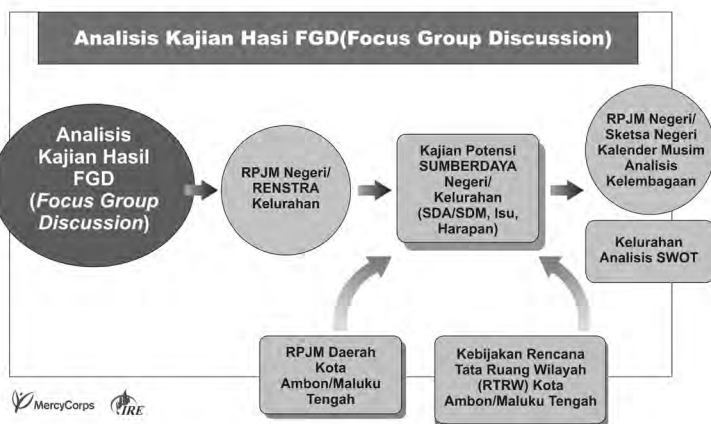 Analisis Kajian Hasi FGD(Focus Group Discussion)
Analisis
Kajian Hasil
FGD
(Focus Group
Discussion)
RPJM Negeri/
RENSTRA
Kelurahan
Kajian Potensi
SUMBERDAYA
Negeri/
Kelurahan
(SDA/SDM, Isu,
Harapan)
RPJM Negeri/
Sketsa Negeri
Kalender Musim
Analisis
Kelembagaan
Kelurahan
Analisis SWOT
RPJM Daerah
Kota
Ambon/Maluku
Tengah
Kebijakan Rencana
Tata Ruang Wilayah
(RTRW) Kota
Ambon/Maluku Tengah
MercyCorps
IRE